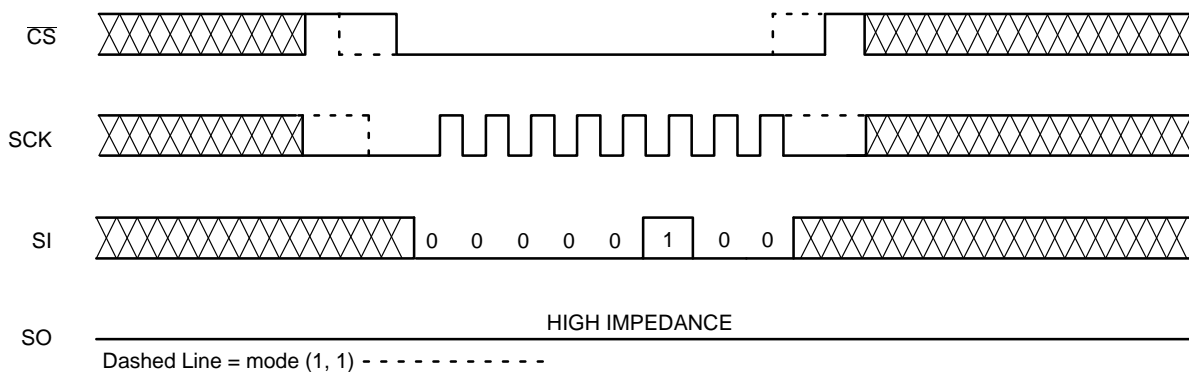 CS
SCK
SI
0 0 0 0 0 1 0 0
SO
HIGH IMPEDANCE
Dashed Line = mode (1, 1)